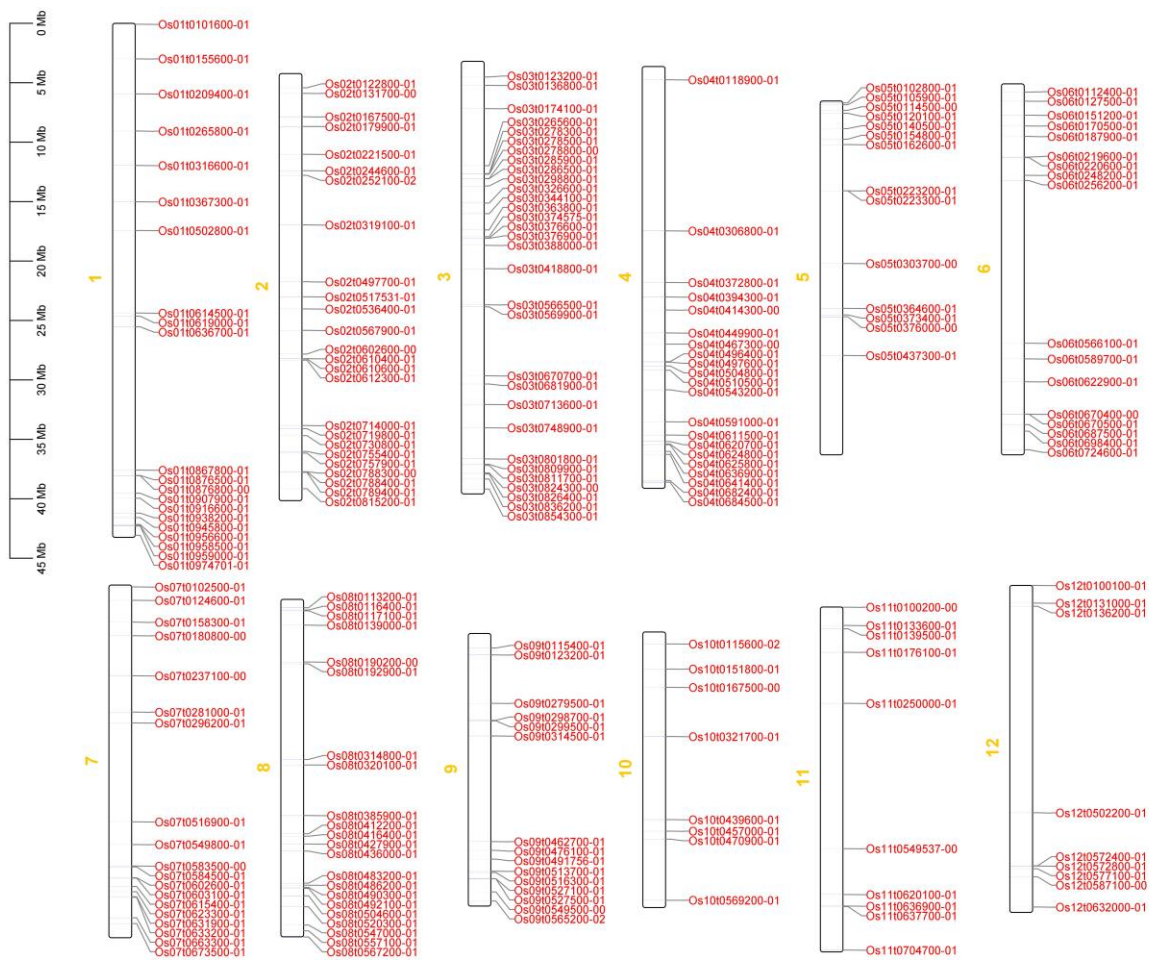 0 Mb
5 Mb
10 Mb
15 Mb
20 Mb
25 Mb
30 Mb
35 Mb
40 Mb
45 Mb
1
Os01t0101600-01
Os01t0155600-01
Os01t0209400-01
Os01t0265800-01
Os01t0316600-01
Os01t0367300-01
Os01t0502800-01
Os01t0614500-01
Os01t0619000-01
Os01t0636700-01
Os01t0867800-01
Os01t0876500-01
Os01t0876800-00
Os01t0907900-01
Os01t0916600-01
Os01t0938200-01
Os01t0945800-01
Os01t0956600-01
Os01t0958500-01
Os01t0959000-01
Os01t0974701-01
2
Os02t0122800-01
Os02t0131700-00
Os02t0167500-01
Os02t0179900-01
Os02t0221500-01
Os02t0244600-01
Os02t0252100-02
Os02t0319100-01
Os02t0497700-01
Os02t0517531-01
Os02t0536400-01
Os02t0567900-01
Os02t0602600-00
Os02t0610400-01
Os02t0610600-01
Os02t0612300-01
Os02t0714000-01
Os02t0719800-01
Os02t0730800-01
Os02t0755400-01
Os02t0757900-01
Os02t0788300-00
Os02t0788400-01
Os02t0789400-01
Os02t0815200-01
3
Os03t0123200-01
Os03t0136800-01
Os03t0174100-01
Os03t0265600-01
Os03t0278300-01
Os03t0278500-01
Os03t0278800-00
Os03t0285900-01
Os03t0286500-01
Os03t0298800-01
Os03t0326600-01
Os03t0344100-01
Os03t0363800-01
Os03t0374575-01
Os03t0376600-01
Os03t0376900-01
Os03t0388000-01
Os03t0418800-01
Os03t0566500-01
Os03t0569900-01
Os03t0670700-01
Os03t0681900-01
Os03t0713600-01
Os03t0748900-01
Os03t0801800-01
Os03t0809900-01
Os03t0811700-01
Os03t0824300-00
Os03t0826400-01
Os03t0836200-01
Os03t0854300-01
4
Os04t0118900-01
Os04t0306800-01
Os04t0372800-01
Os04t0394300-01
Os04t0414300-00
Os04t0449900-01
Os04t0467300-00
Os04t0496400-01
Os04t0497600-01
Os04t0504800-01
Os04t0510500-01
Os04t0543200-01
Os04t0591000-01
Os04t0611500-01
Os04t0620700-01
Os04t0624800-01
Os04t0625800-01
Os04t0636900-01
Os04t0641400-01
Os04t0682400-01
Os04t0684500-01
5
Os05t0102800-01
Os05t0105900-01
Os05t0114500-00
Os05t0120100-01
Os05t0140500-01
Os05t0154800-01
Os05t0162600-01
Os05t0223200-01
Os05t0223300-01
Os05t0303700-00
Os05t0364600-01
Os05t0373400-01
Os05t0376000-00
Os05t0437300-01
6
Os06t0112400-01
Os06t0127500-01
Os06t0151200-01
Os06t0170500-01
Os06t0187900-01
Os06t0219600-01
Os06t0220600-01
Os06t0248200-01
Os06t0256200-01
Os06t0566100-01
Os06t0589700-01
Os06t0622900-01
Os06t0670400-00
Os06t0670500-01
Os06t0687500-01
Os06t0698400-01
Os06t0724600-01
7
Os07t0102500-01
Os07t0124600-01
Os07t0158300-01
Os07t0180800-00
Os07t0237100-00
Os07t0281000-01
Os07t0296200-01
Os07t0516900-01
Os07t0549800-01
Os07t0583500-00
Os07t0584500-01
Os07t0602600-01
Os07t0603100-01
Os07t0615400-01
Os07t0623300-01
Os07t0631900-01
Os07t0633200-01
Os07t0663300-01
Os07t0673500-01
8
Os08t0113200-01
Os08t0116400-01
Os08t0117100-01
Os08t0139000-01
Os08t0190200-00
Os08t0192900-01
Os08t0314800-01
Os08t0320100-01
Os08t0385900-01
Os08t0412200-01
Os08t0416400-01
Os08t0427900-01
Os08t0436000-01
Os08t0483200-01
Os08t0486200-01
Os08t0490300-01
Os08t0492100-01
Os08t0504600-01
Os08t0520300-01
Os08t0547000-01
Os08t0557100-01
Os08t0567200-01
9
Os09t0115400-01
Os09t0123200-01
Os09t0279500-01
Os09t0298700-01
Os09t0299500-01
Os09t0314500-01
Os09t0462700-01
Os09t0476100-01
Os09t0491756-01
Os09t0513700-01
Os09t0516300-01
Os09t0527100-01
Os09t0527500-01
Os09t0549500-00
Os09t0565200-02
10
Os10t0115600-02
Os10t0151800-01
Os10t0167500-00
Os10t0321700-01
Os10t0439600-01
Os10t0457000-01
Os10t0470900-01
Os10t0569200-01
11
Os11t0100200-00
Os11t0133600-01
Os11t0139500-01
Os11t0176100-01
Os11t0250000-01
Os11t0549537-00
Os11t0620100-01
Os11t0636900-01
Os11t0637700-01
Os11t0704700-01
12
Os12t0100100-01
Os12t0131000-01
Os12t0136200-01
Os12t0502200-01
Os12t0572400-01
Os12t0572800-01
Os12t0577100-01
Os12t0587100-00
Os12t0632000-01